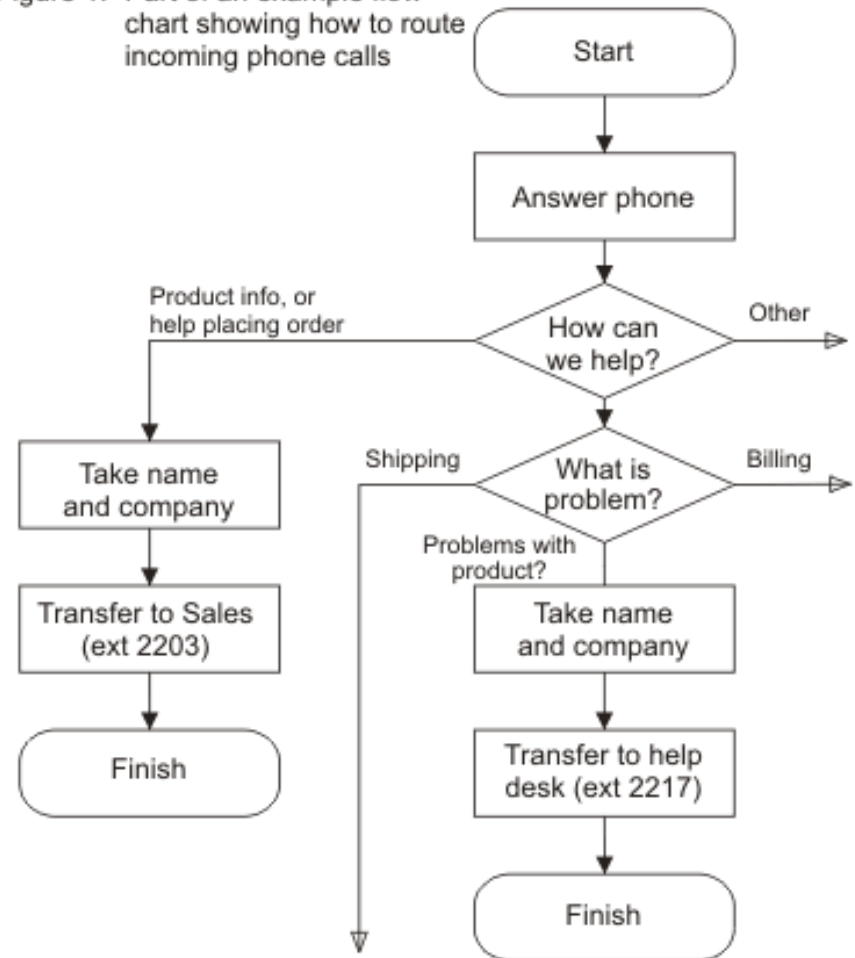 chart showing how to route
incoming phone calls
Start
Answer phone
Product info, or
help placing order
How can
we help?
Other
Shipping
What is
problem?
Billing
Problems with
product?
Take name
and company
Transfer to Sales
(ext 2203)
Finish
Take name
and company
Transfer to help
desk (ext 2217)
Finish